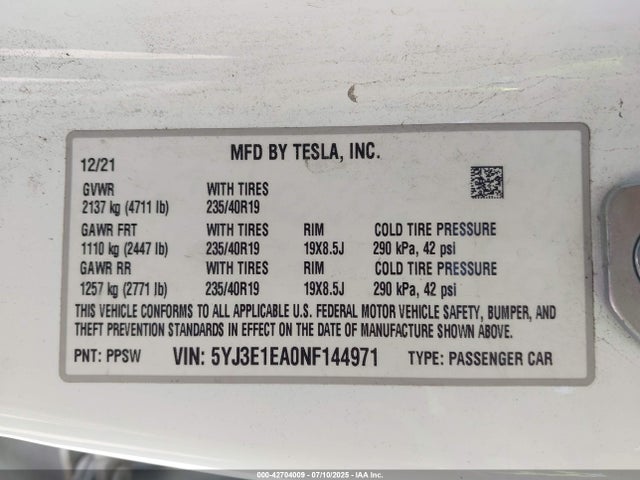 MFD BY TESLA, INC.
12/21
GVWR WITH TIRES
2137 kg (4711 lb) 235/40R19
GAWR FRT WITH TIRES RIM COLD TIRE PRESSURE
1110 kg (2447 lb) 235/40R19 19X8.5J 290 kPa, 42 psi
GAWR RR WITH TIRES RIM COLD TIRE PRESSURE
1257 kg (2771 lb) 235/40R19 19X8.5J 290 kPa, 42 psi
THIS VEHICLE CONFORMS TO ALL APPLICABLE U.S. FEDERAL MOTOR VEHICLE SAFETY, BUMPER, AND
THEFT PREVENTION STANDARDS IN EFFECT ON THE DATE OF MANUFACTURE SHOWN ABOVE.
PNT: PPSW VIN: 5YJ3E1EA0NF144971 TYPE: PASSENGER CAR
000-42704009 - 07/10/2025 - IAA Inc.